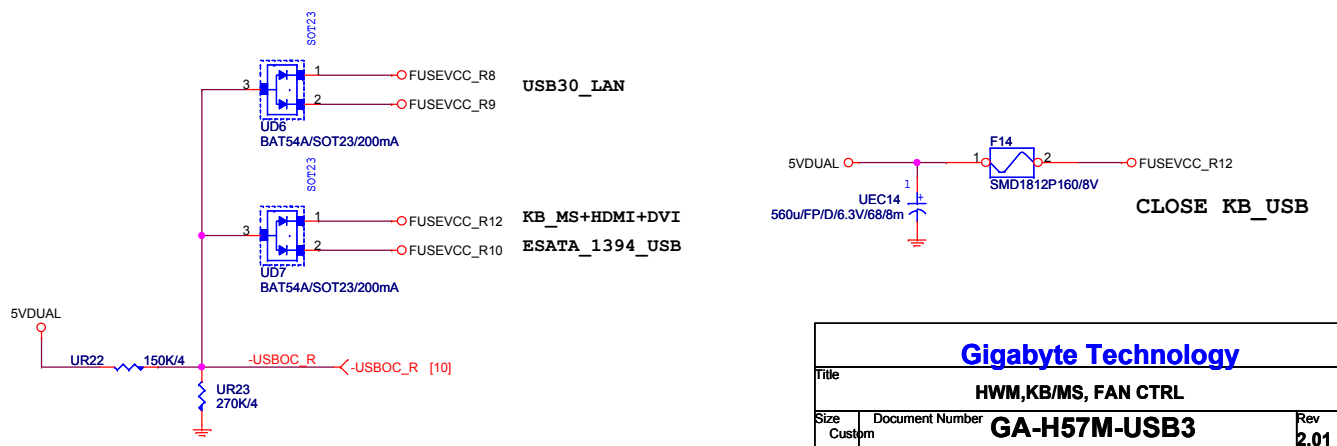 SOT23
1
FUSEVCC_R8
3
USB30_LAN
2
FUSEVCC_R9
UD6
BAT54A/SOT23/200mA
SOT23
1
FUSEVCC_R12
KB_MS+HDMI+DVI
3
2
FUSEVCC_R10
ESATA_1394_USB
UD7
BAT54A/SOT23/200mA
5VDUAL
UR22
150K/4
-USBOC_R
-USBOC_R [10]
UR23
270K/4
F14
5VDUAL
1
2
FUSEVCC_R12
SMD1812P160/8V
1
+
UEC14
560u/FP/D/6.3V/68/8m
CLOSE KB_USB
Gigabyte Technology
Title
HWM,KB/MS, FAN CTRL
Size
Document Number
Rev
Custom
GA-H57M-USB3
2.01